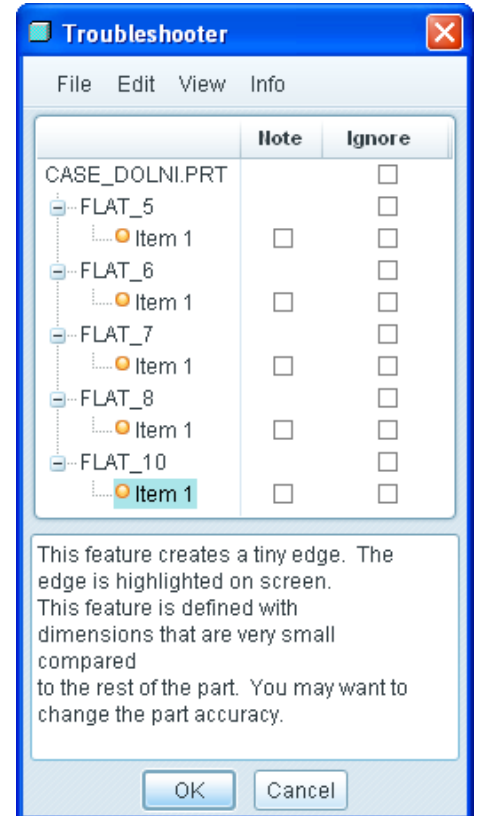 Troubleshooter
File Edit View Info
Note Ignore
CASE_DOLNI.PRT
FLAT_5
Item 1
FLAT_6
Item 1
FLAT_7
Item 1
FLAT_8
Item 1
FLAT_10
Item 1
This feature creates a tiny edge. The
edge is highlighted on screen.
This feature is defined with
dimensions that are very small
compared
to the rest of the part. You may want to
change the part accuracy.
OK Cancel